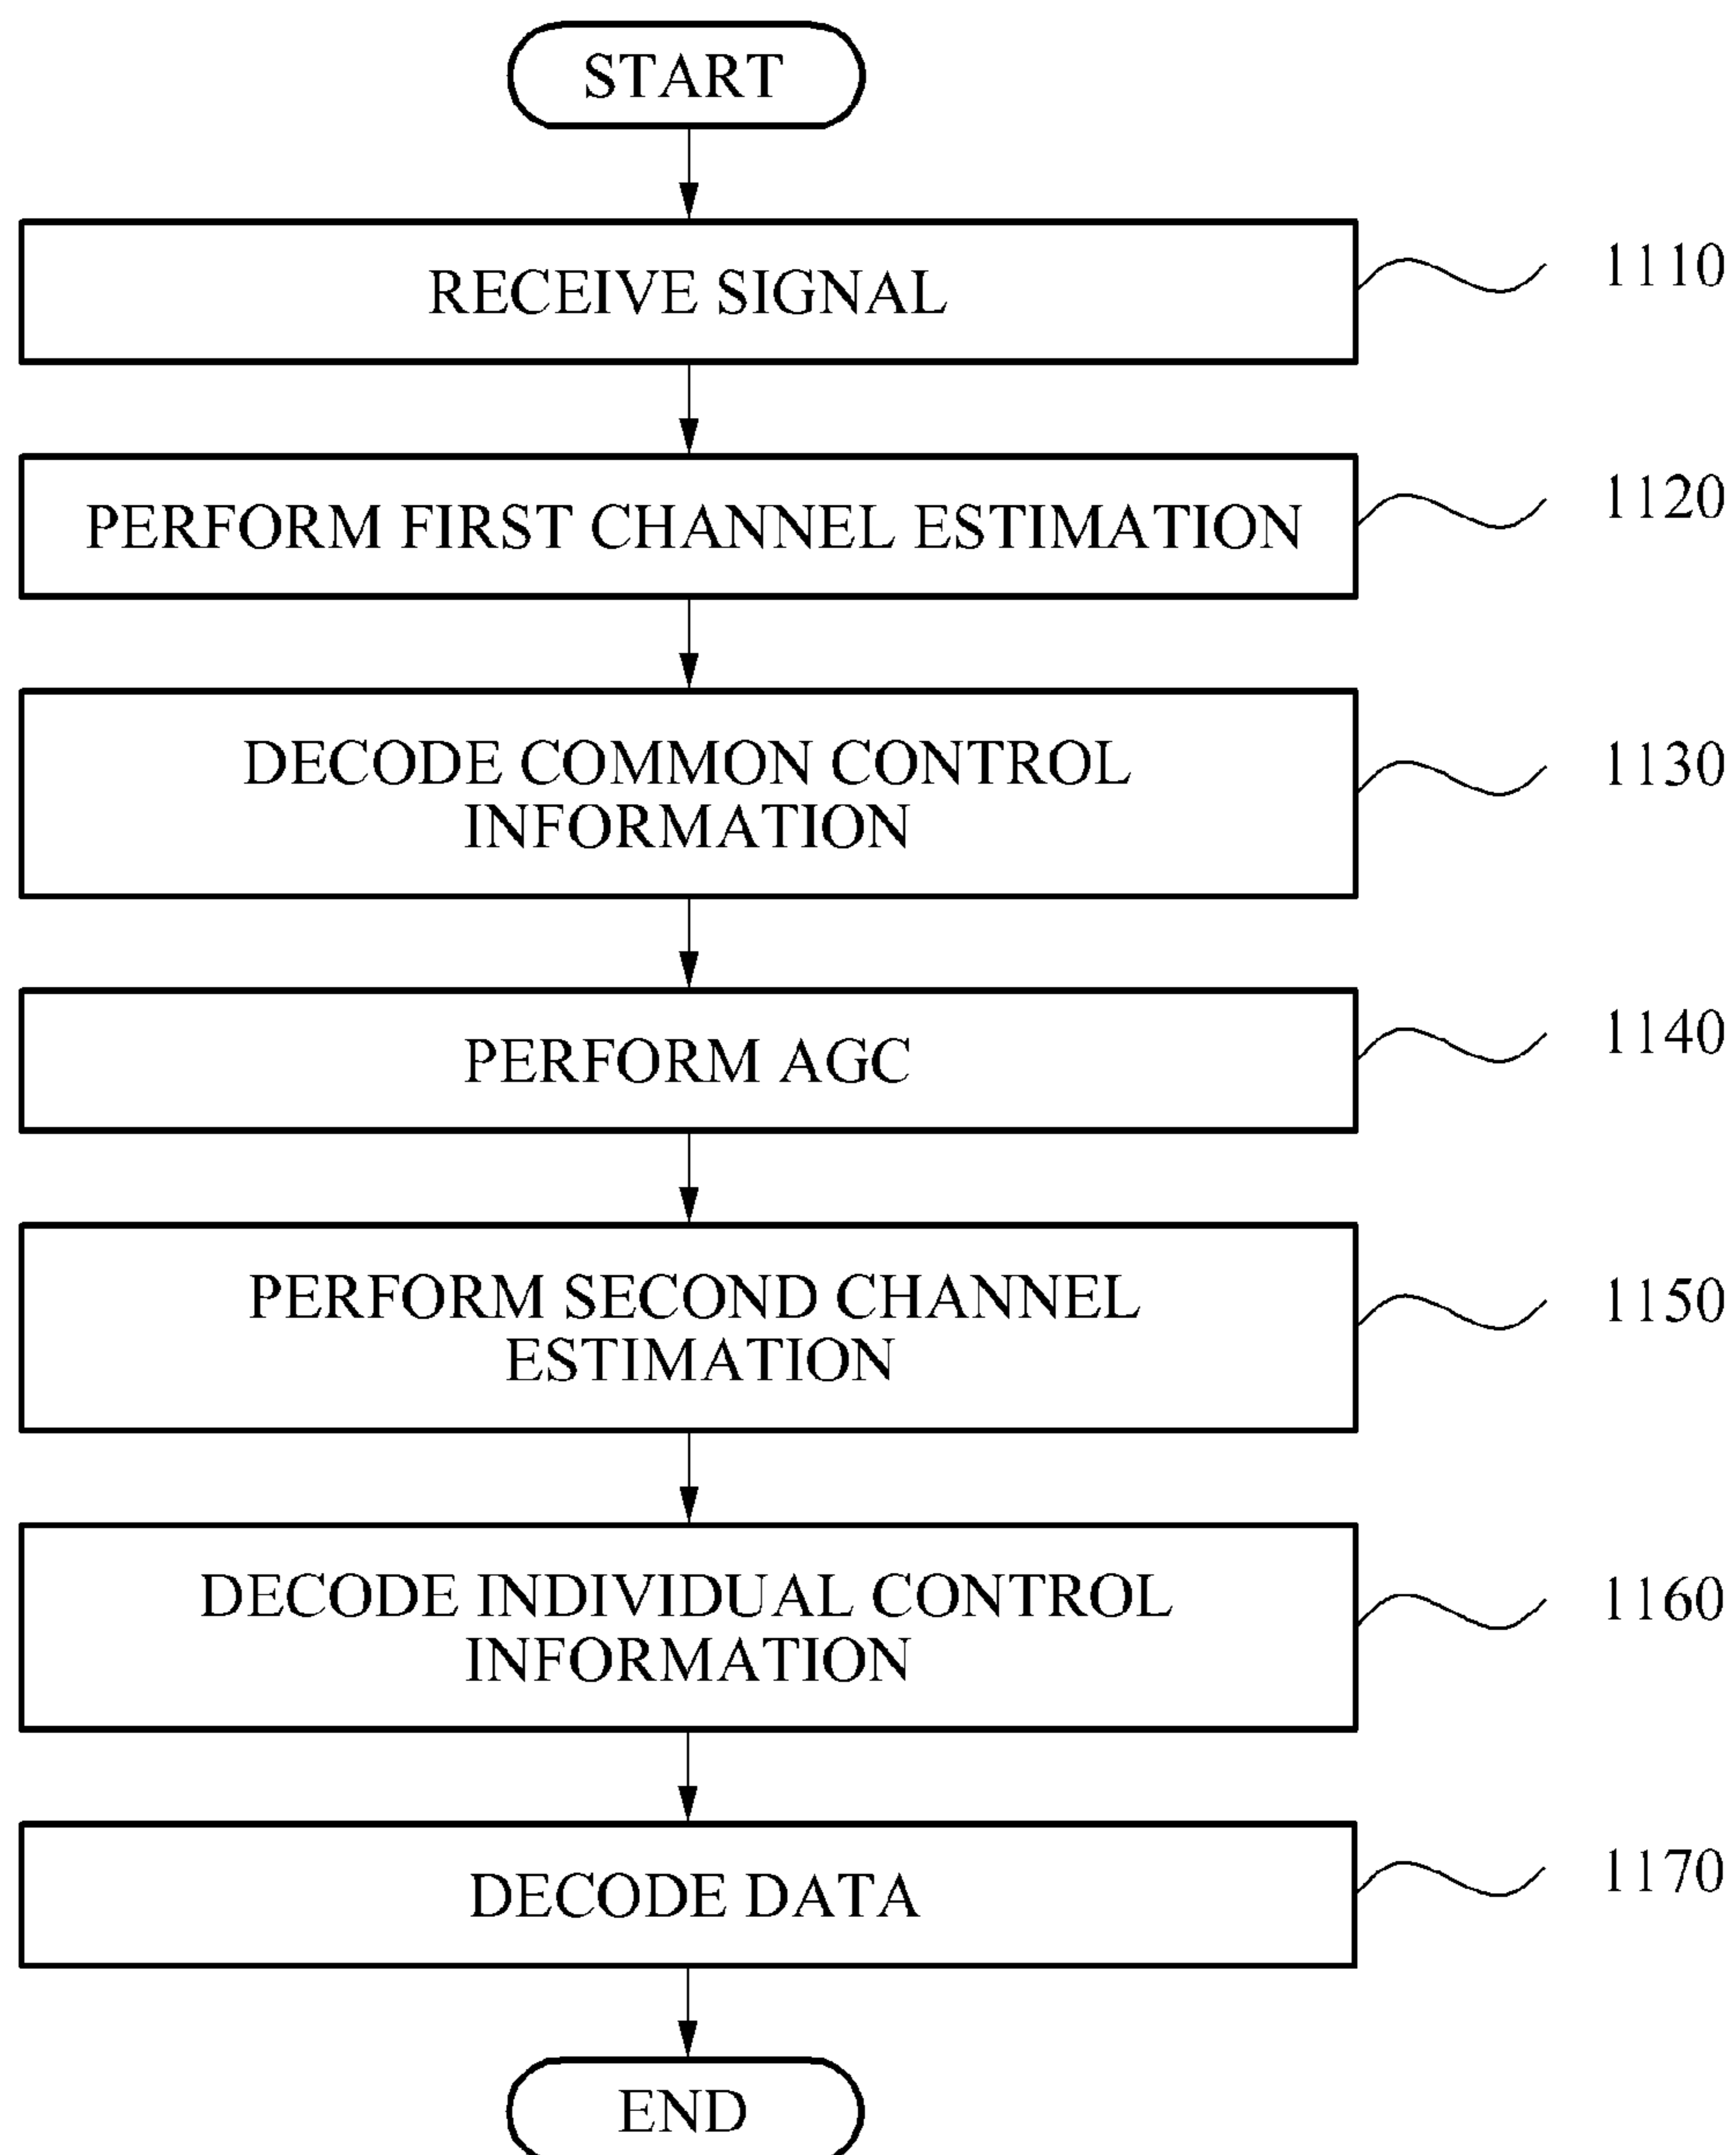 START
RECEIVE SIGNAL
1110
PERFORM FIRST CHANNEL ESTIMATION
1120
DECODE COMMON CONTROL
INFORMATION
1130
PERFORM AGC
1140
PERFORM SECOND CHANNEL
ESTIMATION
1150
DECODE INDIVIDUAL CONTROL
INFORMATION
1160
DECODE DATA
1170
END